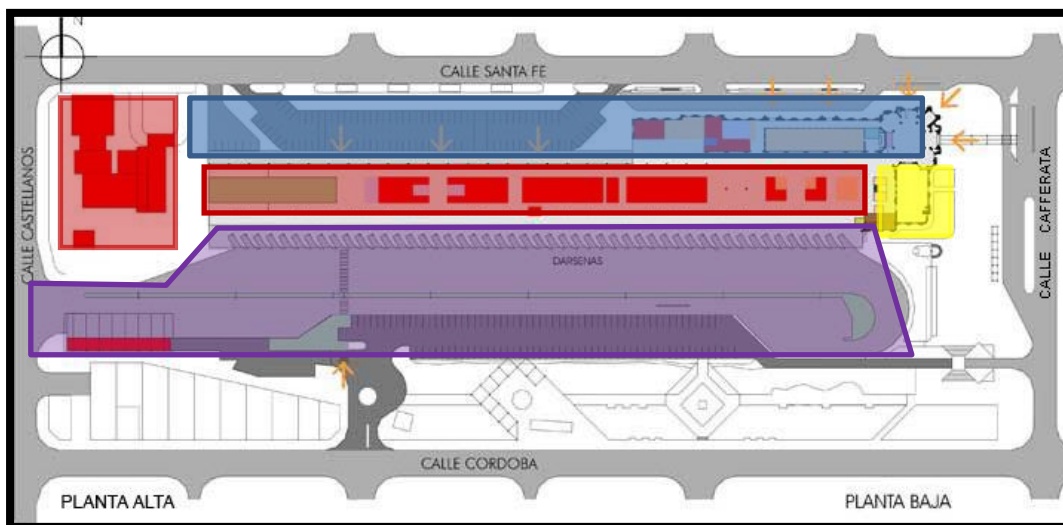 CALLE SANTA FE
CALLE CASTELLANOS
CALLE CAFFERATA
DARSENAS
CALLE CORDOBA
PLANTA ALTA
PLANTA BAJA